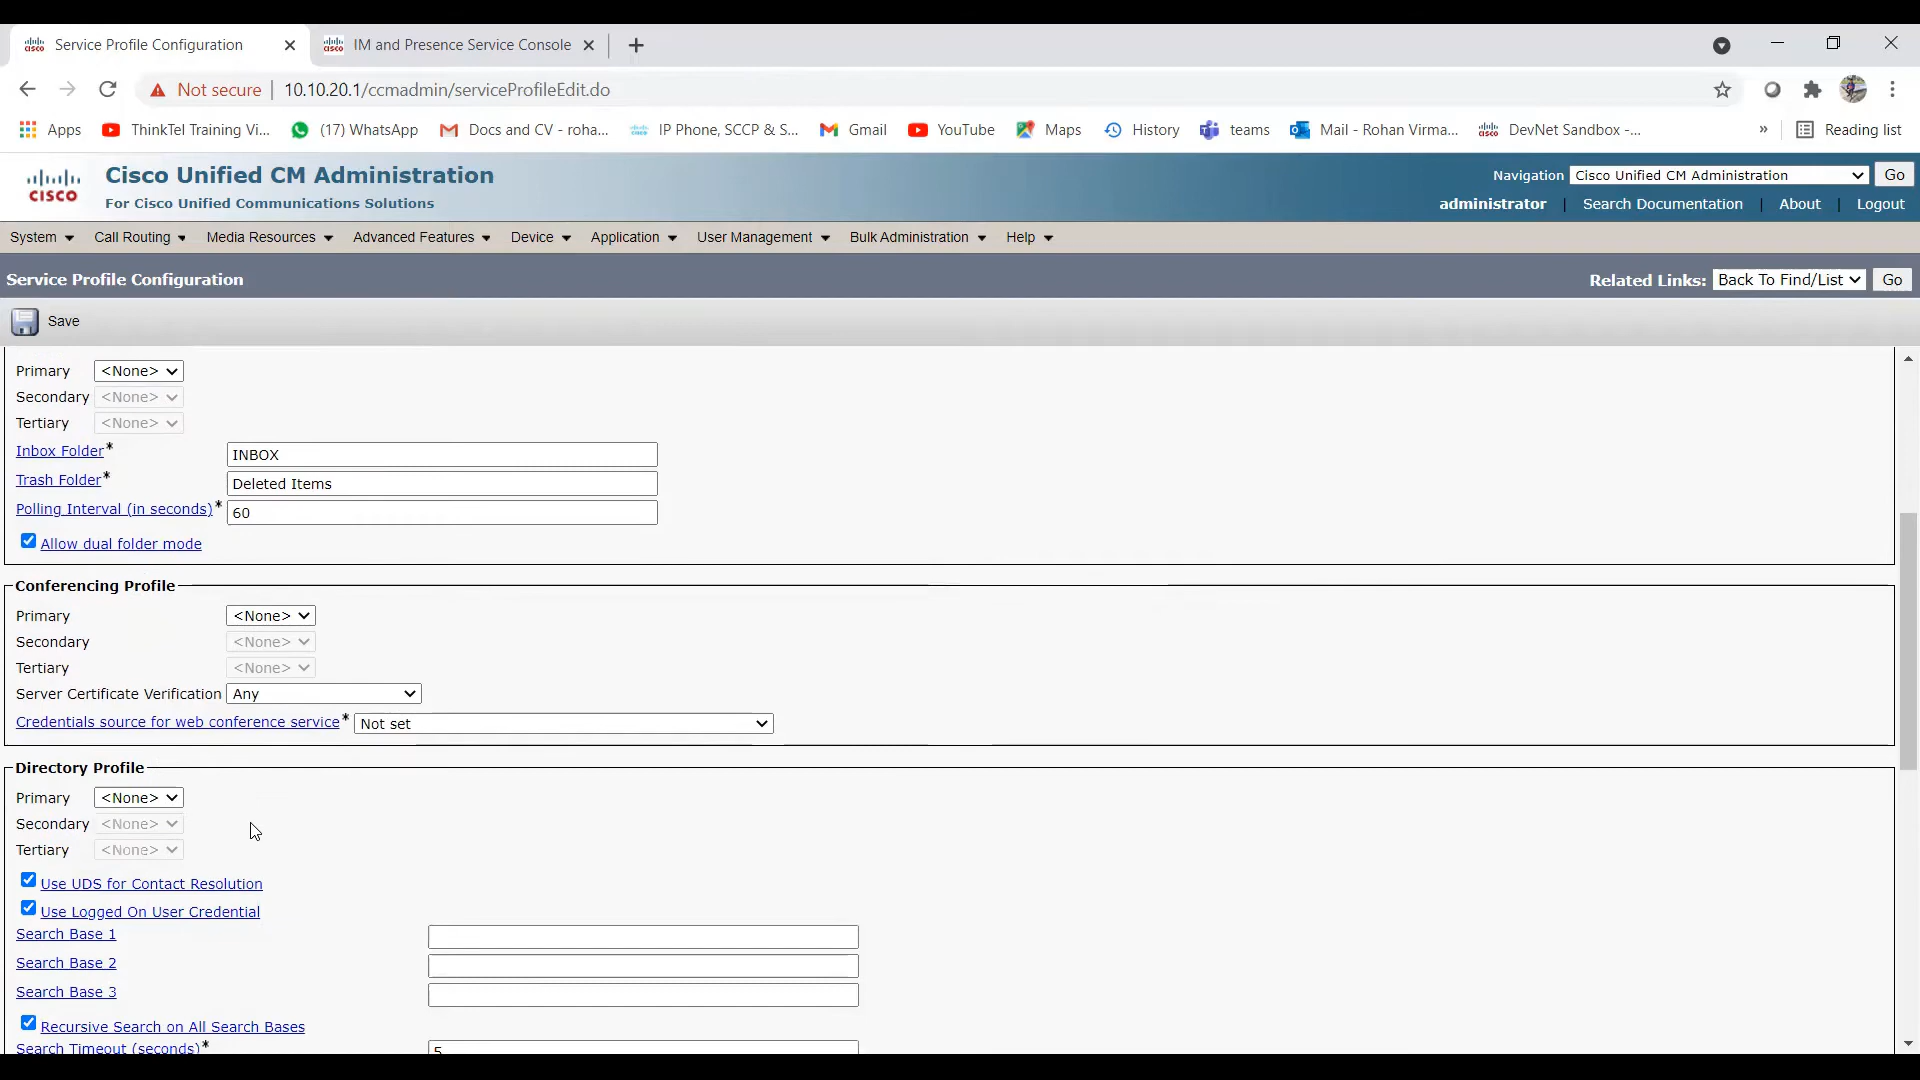 Service Profile Configuration
IM and Presence Service Console
Not secure | 10.10.20.1/ccmadmin/serviceProfileEdit.do
Apps ThinkTel Training Vi... (17) WhatsApp Docs and CV - roha... IP Phone, SCCP & S... Gmail YouTube Maps History teams Mail - Rohan Virma... DevNet Sandbox -... » Reading list
CISCO
Cisco Unified CM Administration
For Cisco Unified Communications Solutions
Navigation Cisco Unified CM Administration Go
administrator | Search Documentation | About | Logout
System Call Routing Media Resources Advanced Features Device Application User Management Bulk Administration Help
Service Profile Configuration
Related Links: Back To Find/List Go
Save
Primary <None>
Secondary <None>
Tertiary <None>
Inbox Folder* INBOX
Trash Folder* Deleted Items
Polling Interval (in seconds)* 60
Allow dual folder mode
Conferencing Profile
Primary <None>
Secondary <None>
Tertiary <None>
Server Certificate Verification Any
Credentials source for web conference service* Not set
Directory Profile
Primary <None>
Secondary <None>
Tertiary <None>
Use UDS for Contact Resolution
Use Logged On User Credential
Search Base 1
Search Base 2
Search Base 3
Recursive Search on All Search Bases
Search Timeout (seconds)* 5